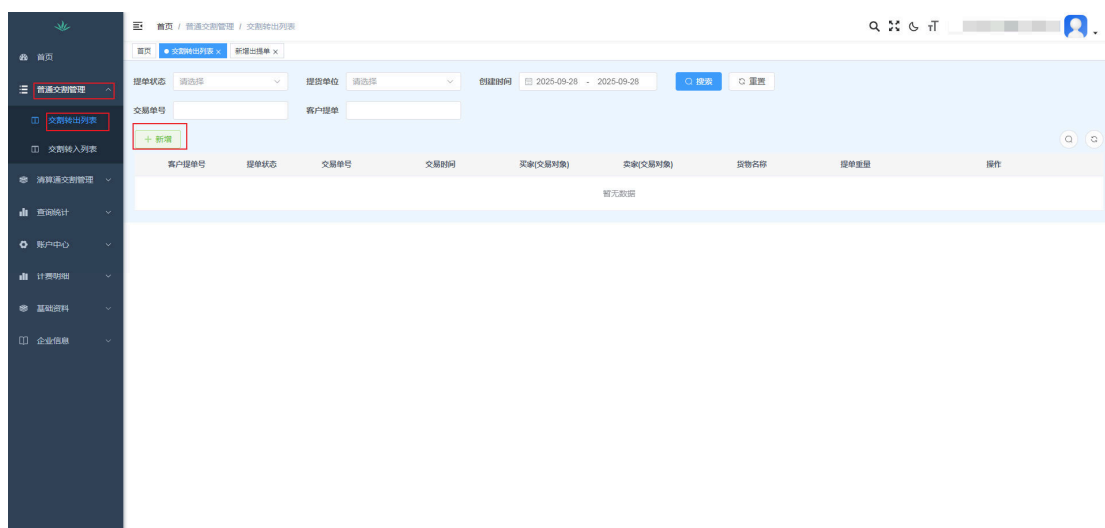 首页 / 普通交割管理 / 交割转出列表
首页
交割转出列表 ×
新增出提单 ×
首页
普通交割管理
交割转出列表
交割转入列表
清算通交割管理
查询统计
账户中心
计费明细
基础资料
企业信息
提单状态 请选择 提货单位 请选择 创建时间 2025-09-28 - 2025-09-28 搜索 重置
交易单号 客户提单
+ 新增
客户提单号 提单状态 交易单号 交易时间 买家(交易对象) 卖家(交易对象) 货物名称 提单重量 操作
暂无数据